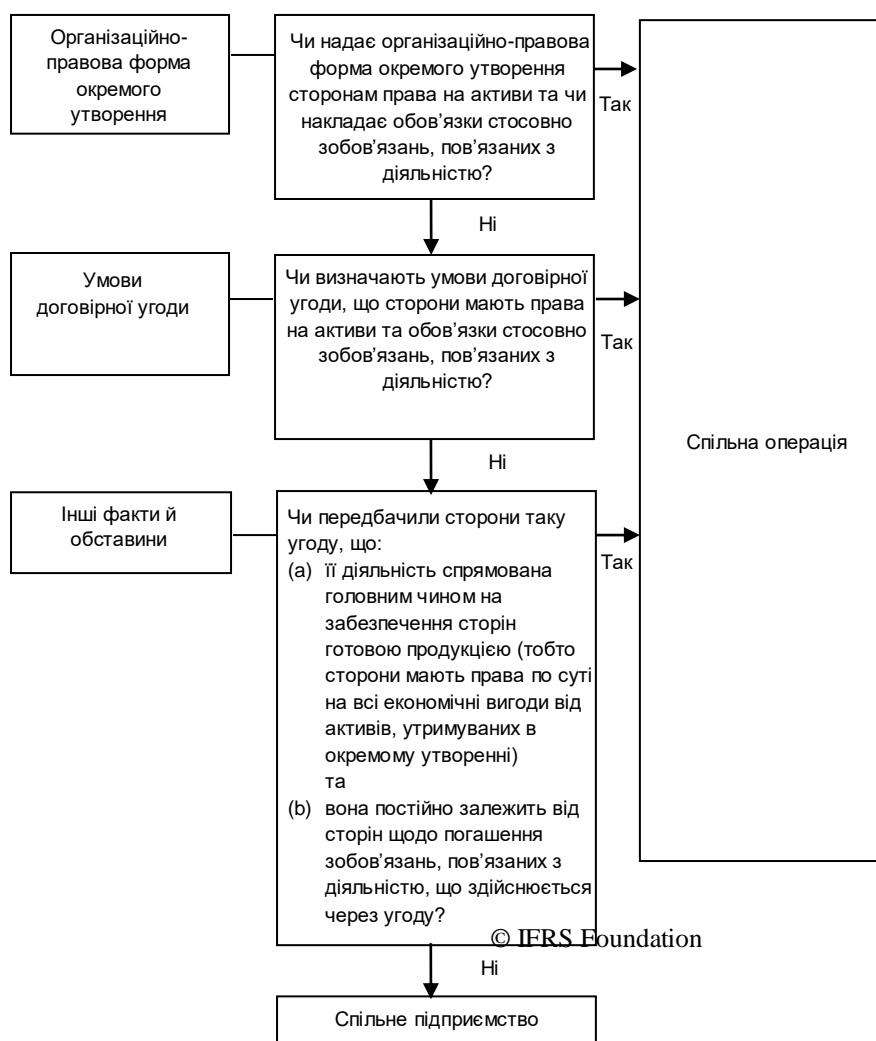 Організаційно-
правова форма
окремого
утворення
Чи надає організаційно-правова
форма окремого утворення
сторонам права на активи та чи
накладає обов’язки стосовно
зобов’язань, пов’язаних з
діяльністю?
Так
Ні
Умови
договірної угоди
Чи визначають умови договірної
угоди, що сторони мають права
на активи та обов’язки стосовно
зобов’язань, пов’язаних з
діяльністю?
Так
Спільна операція
Ні
Інші факти й
обставини
Чи передбачили сторони таку
угоду, що:
(a) її діяльність спрямована
головним чином на
забезпечення сторін
готовою продукцією (тобто
сторони мають права по суті
на всі економічні вигоди від
активів, утримуваних в
окремому утворенні)
та
(b) вона постійно залежить від
сторін щодо погашення
зобов’язань, пов’язаних з
діяльністю, що здійснюється
через угоду?
Так
© IFRS Foundation
Ні
Спільне підприємство